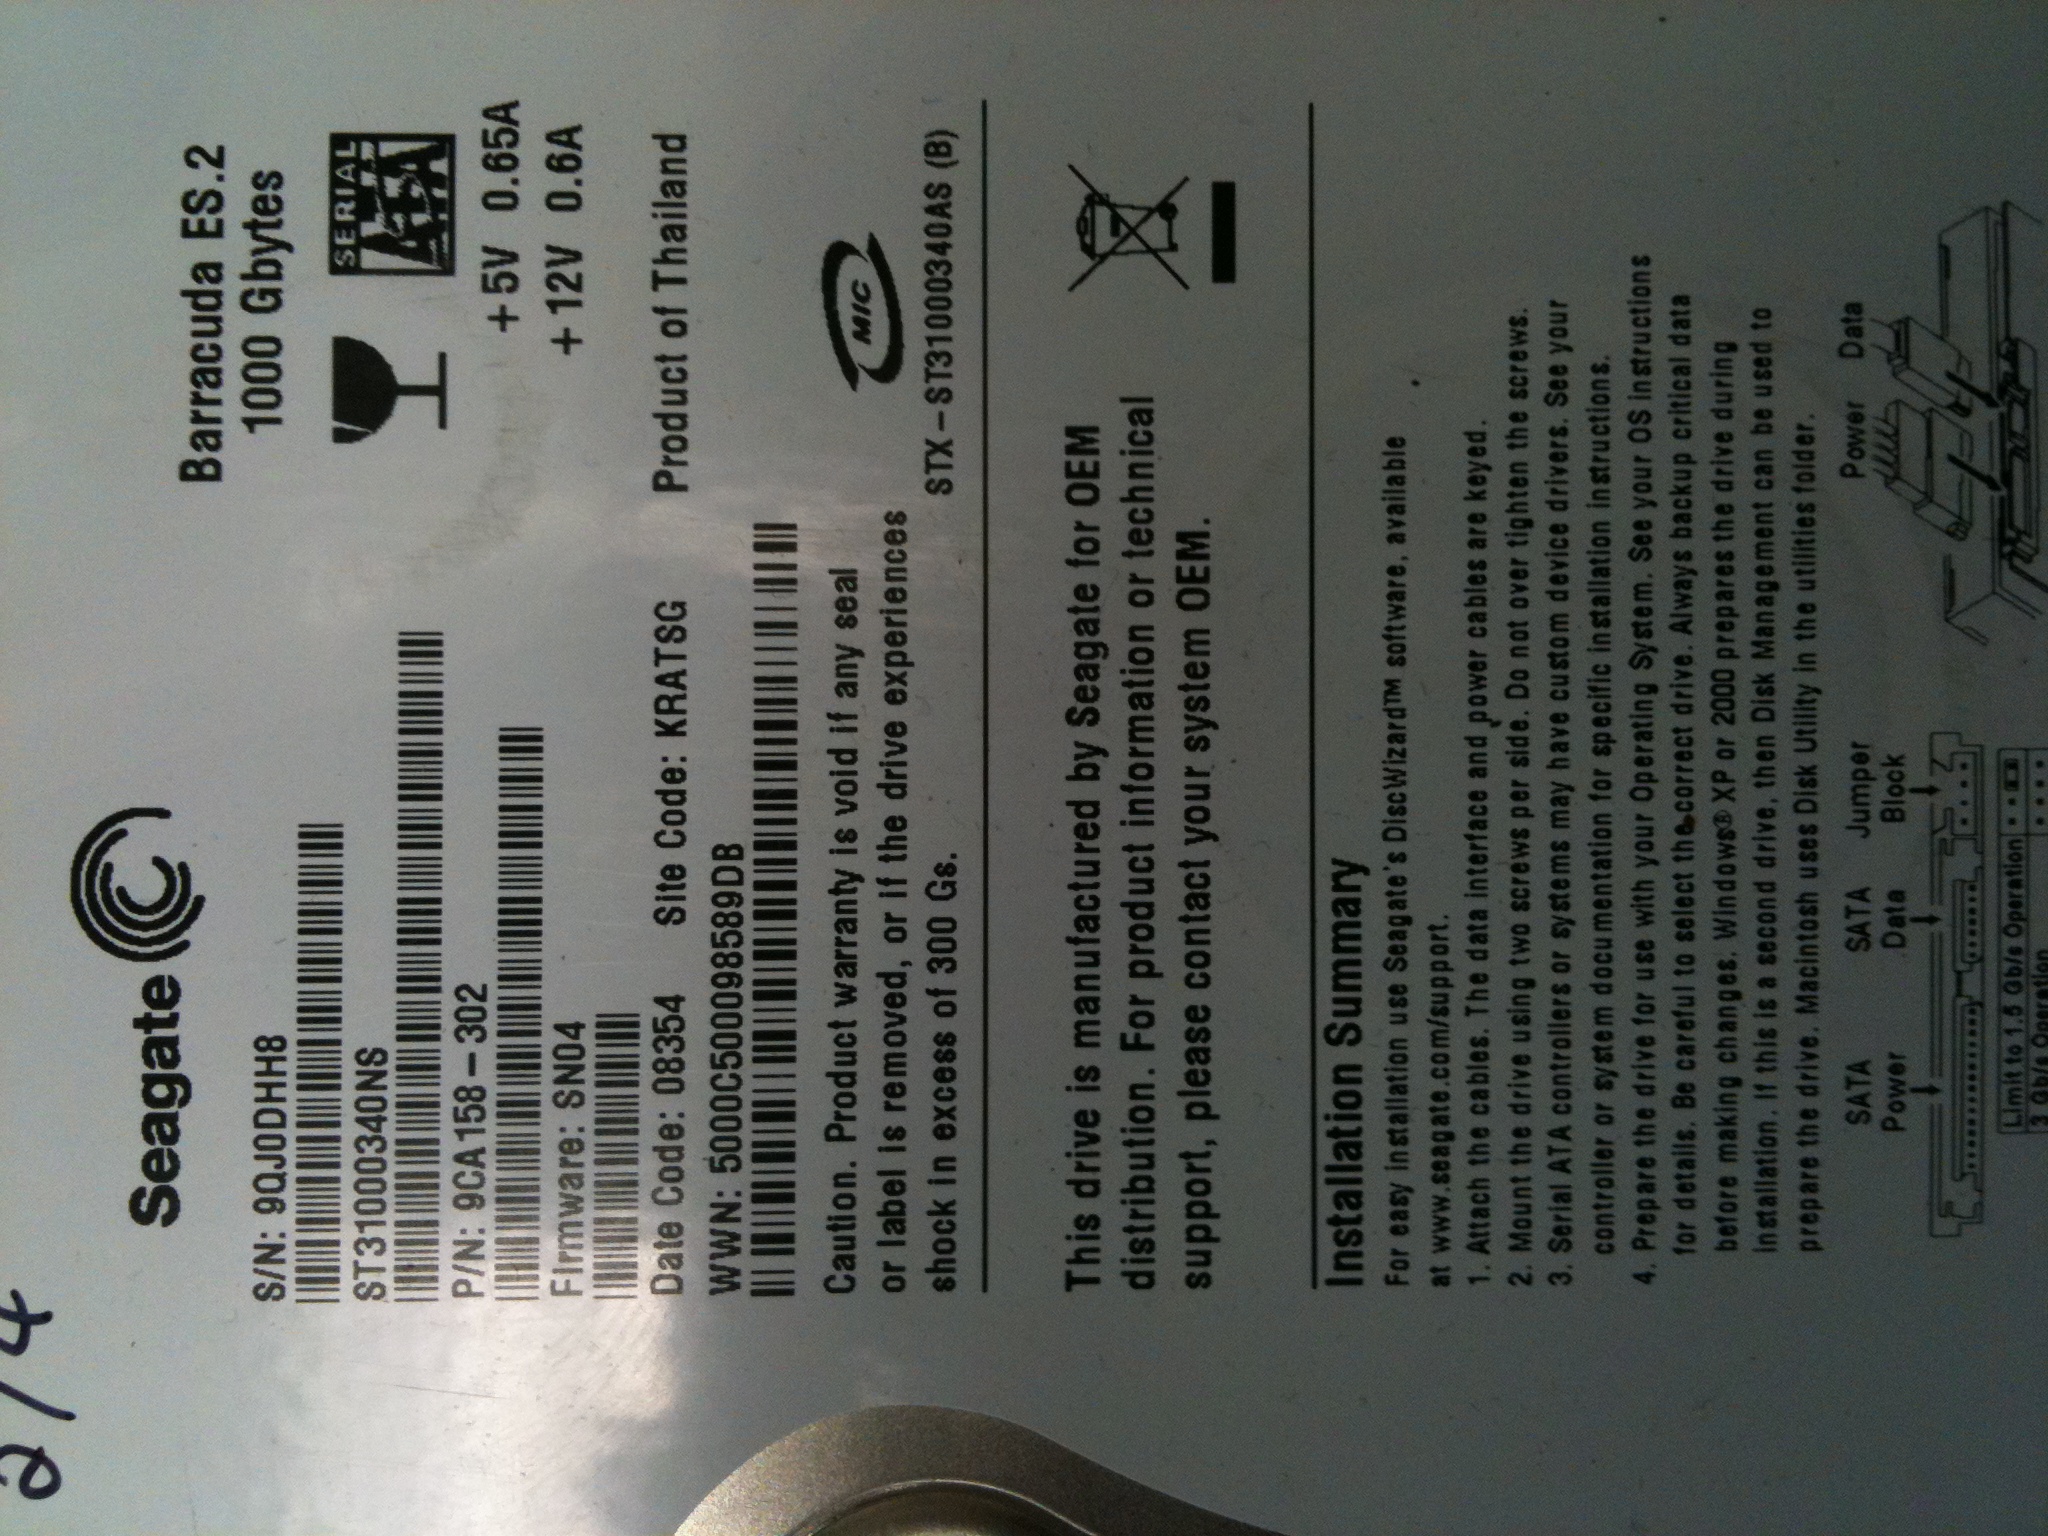 2/4
Seagate
Barracuda ES.2
1000 Gbytes
S/N: 9QJ0DHH8
ST31000340NS
SERIAL
ATA
P/N: 9CA158-302
+5V 0.65A
+12V 0.6A
Firmware: SN04
Date Code: 08354 Site Code: KRATSG Product of Thailand
WWN: 5000C500098589DB
Caution. Product warranty is void if any seal
or label is removed, or if the drive experiences
shock in excess of 300 Gs.
MIC
STX-ST31000340AS (B)
This drive is manufactured by Seagate for OEM
distribution. For product information or technical
support, please contact your system OEM.
Installation Summary
For easy installation use Seagate's DiscWizard™ software, available
at www.seagate.com/support.
1. Attach the cables. The data interface and power cables are keyed.
2. Mount the drive using two screws per side. Do not over tighten the screws.
3. Serial ATA controllers or systems may have custom device drivers. See your
controller or system documentation for specific installation instructions.
4. Prepare the drive for use with your Operating System. See your OS instructions
for details. Be careful to select the correct drive. Always backup critical data
before making changes. Windows® XP or 2000 prepares the drive during
installation. If this is a second drive, then Disk Management can be used to
prepare the drive. Macintosh uses Disk Utility in the utilities folder.
SATA Power
SATA Data
Jumper Block
Power Data
Limit to 1.5 Gb/s Operation
3 Gb/s Operation